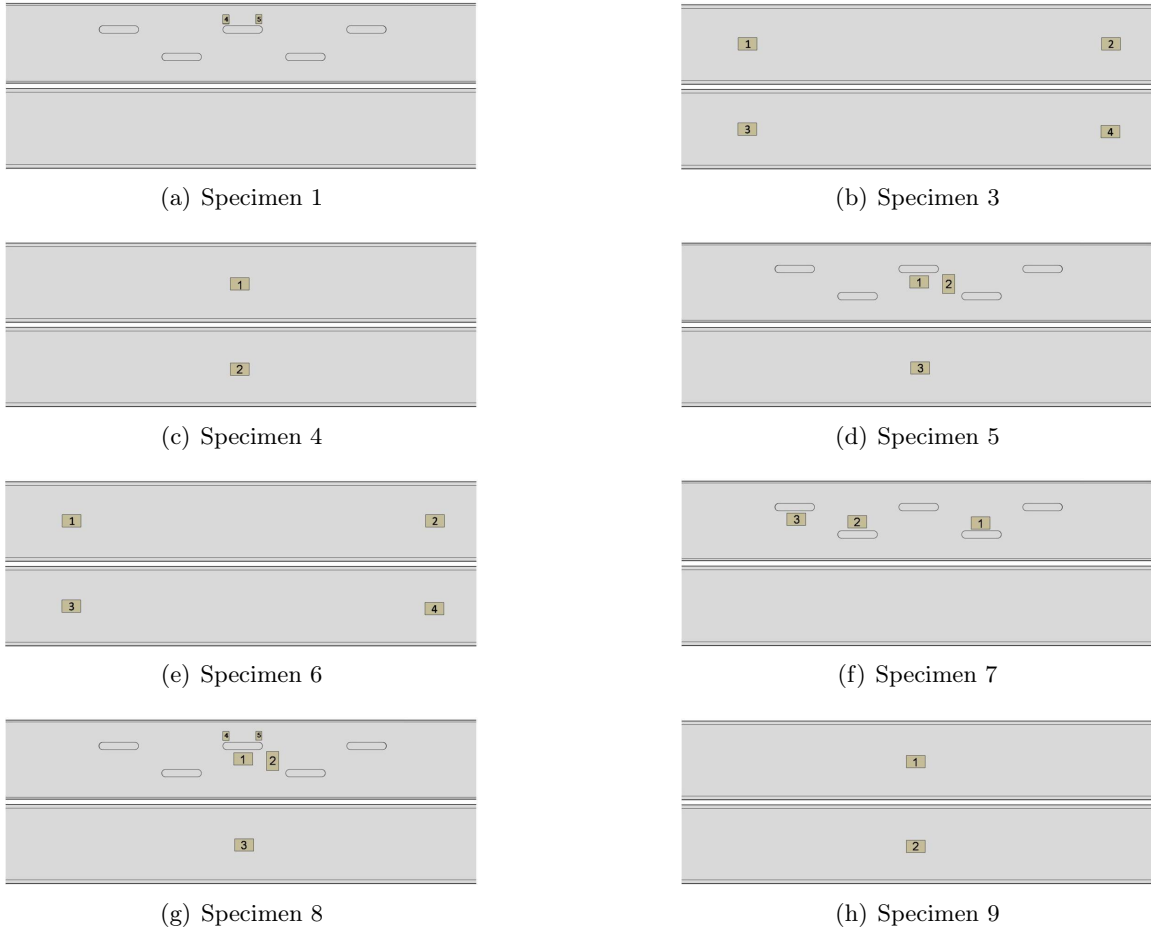 4 5
(a) Specimen 1
1 2
3 4
(b) Specimen 3
1
2
(c) Specimen 4
1 2
3
(d) Specimen 5
1 2
3 4
(e) Specimen 6
3 2 1
(f) Specimen 7
4 5
1 2
3
(g) Specimen 8
1
2
(h) Specimen 9